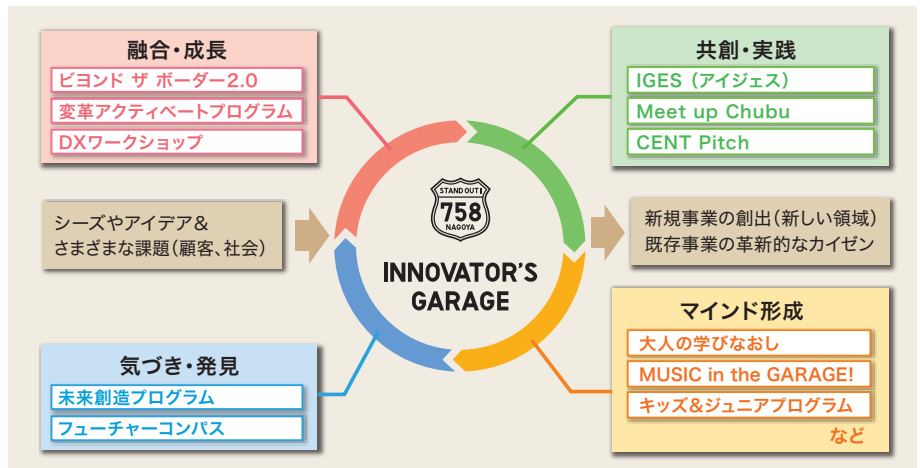 融合・成長
ビヨンド ザ ボーダー2.0
変革アクティベートプログラム
DXワークショップ
共創・実践
IGES（アイジェス）
Meet up Chubu
CENT Pitch
シーズやアイデア&
さまざまな課題（顧客、社会）
STAND OUT!
758
NAGOYA
INNOVATOR'S
GARAGE
新規事業の創出（新しい領域）
既存事業の革新的なカイゼン
気づき・発見
未来創造プログラム
フューチャーコンパス
マインド形成
大人の学びなおし
MUSIC in the GARAGE!
キッズ&ジュニアプログラム
など